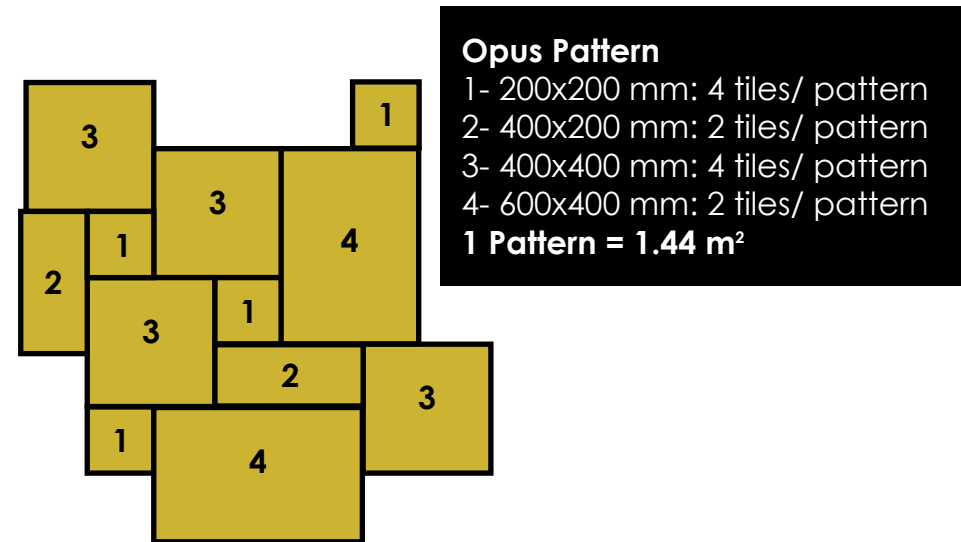 Opus Pattern
1- 200x200 mm: 4 tiles/ pattern
2- 400x200 mm: 2 tiles/ pattern
3- 400x400 mm: 4 tiles/ pattern
4- 600x400 mm: 2 tiles/ pattern
1 Pattern = 1.44 m²
3
1
3
4
1
2
1
3
2
3
1
4